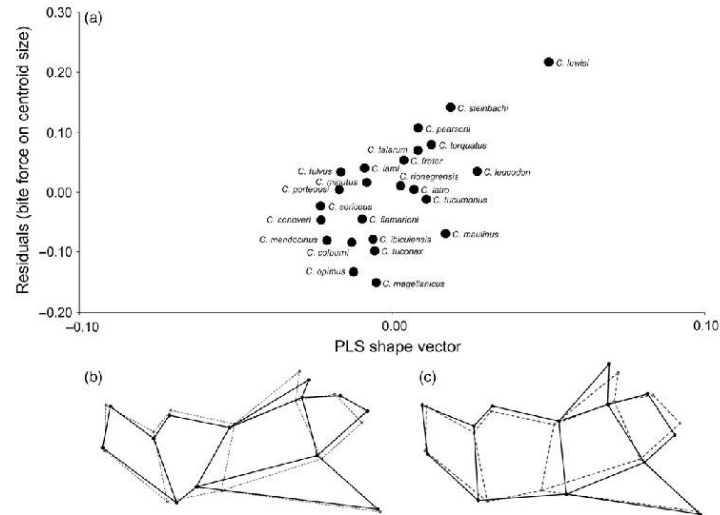 (a)
0.30
0.20
0.10
0.00
−0.10
−0.20
Residuals (bite force on centroid size)
C. lewisi
C. steinbachi
C. pearsoni
C. torquatus
C. talarum
C. frater
C. fulvus
C. lami
C. leucodon
C. minutus
C. rionegrensis
C. porteousi
C. latro
C. tucumanus
C. sericeus
C. conoveri
C. flamarioni
C. maulinus
C. mendocinus
C. ibicuiensis
C. colburni
C. tuconax
C. opimus
C. magellanicus
−0.10
0.00
0.10
PLS shape vector
(b)
(c)